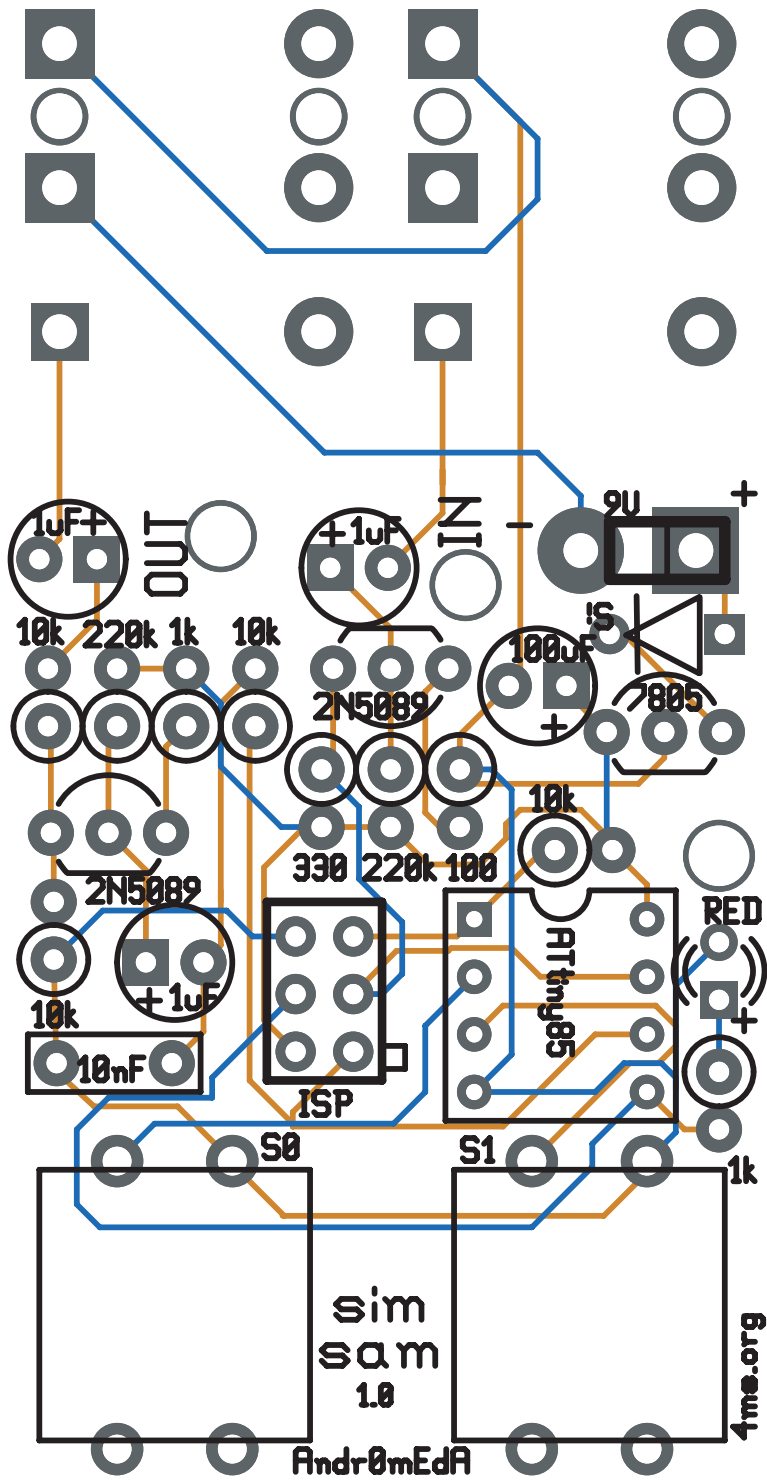 9V
+
1uF+
OUT
+1uF
IN
-
10k
220k
1k
10k
100uF
+
2N5089
7805
10k
330
220k
100
2N5089
RED
+
ATtiny85
+1uF
10k
10nF
ISP
S0
S1
1k
sim
sam
1.0
4ms.org
Andr0mEdA